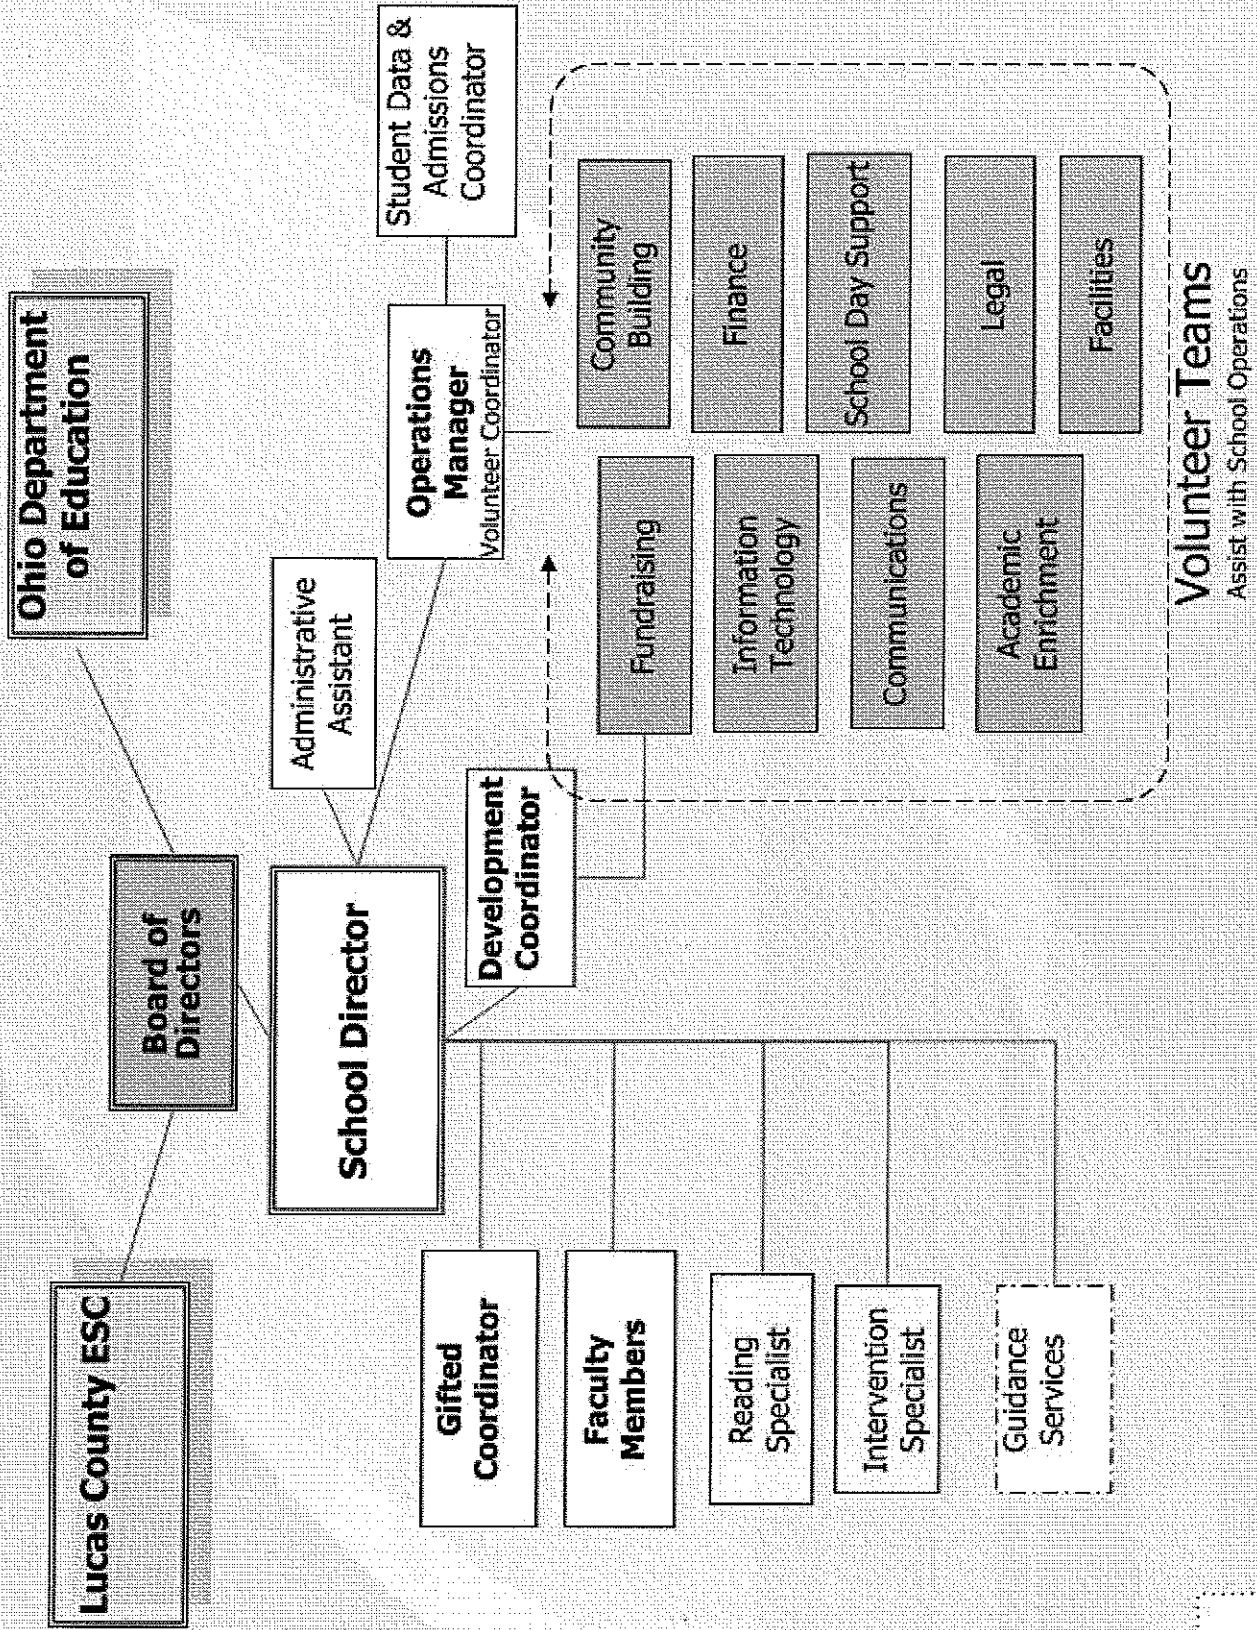 Lucas County ESC
Ohio Department
of Education
Board of
Directors
School Director
Administrative
Assistant
Operations
Manager
Volunteer Coordinator
Student Data &
Admissions
Coordinator
Development
Coordinator
Gifted
Coordinator
Faculty
Members
Reading
Specialist
Intervention
Specialist
Guidance
Services
Fundraising
Information
Technology
Communications
Academic
Enrichment
Community
Building
Finance
School Day Support
Legal
Facilities
Volunteer Teams
Assist with School Operations